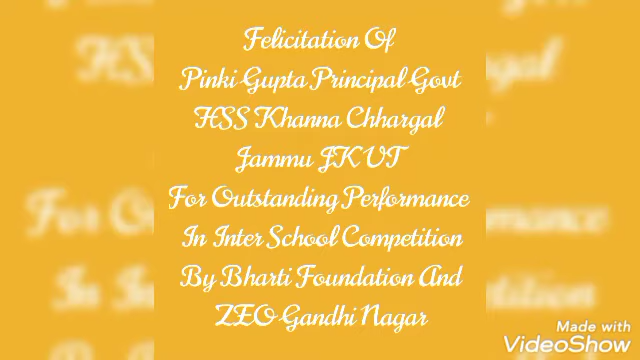 Felicitation Of
Pinki Gupta Principal Govt
HSS Khanna Chhargal
Jammu JK UT
For Outstanding Performance
In Inter School Competition
By Bharti Foundation And
ZEO Gandhi Nagar
Made with
VideoShow